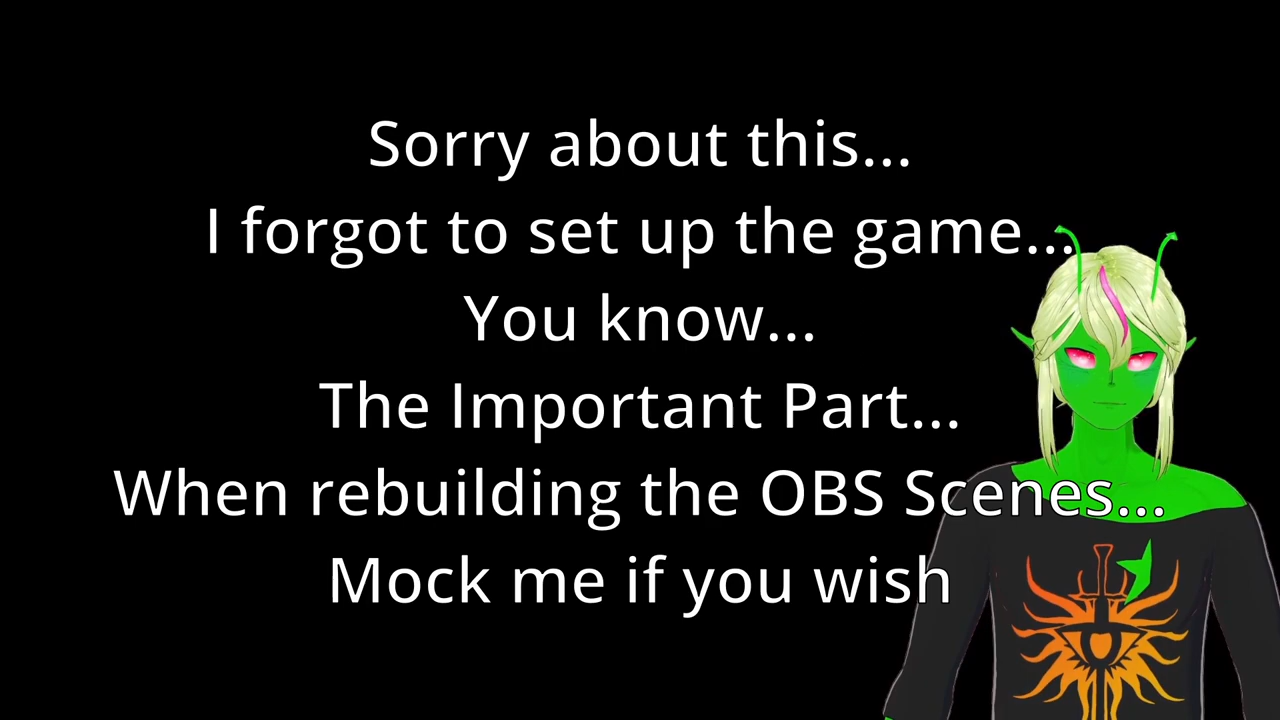 Sorry about this...
I forgot to set up the game...
You know...
The Important Part...
When rebuilding the OBS Scenes...
Mock me if you wish